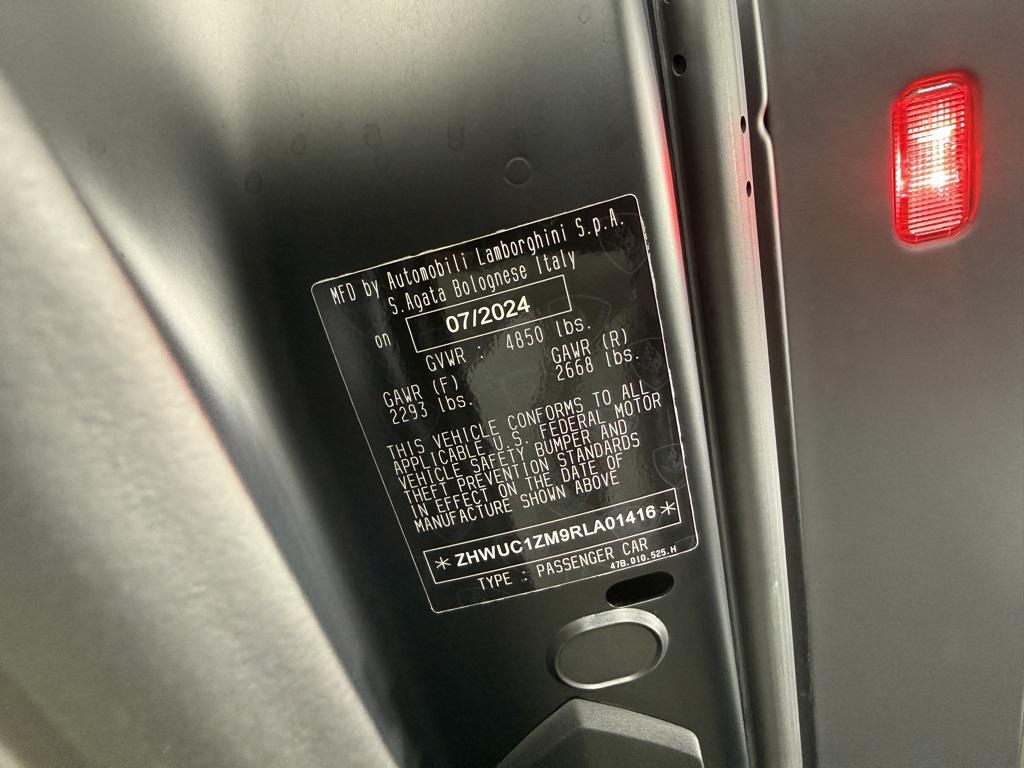 MFD by Automobili Lamborghini S.p.A.
S.Agata Bolognese Italy
on 07/2024
GVWR : 4850 lbs.
GAWR (F) GAWR (R)
2293 lbs. 2668 lbs.
THIS VEHICLE CONFORMS TO ALL
APPLICABLE U.S. FEDERAL MOTOR
VEHICLE SAFETY BUMPER AND
THEFT PREVENTION STANDARDS
IN EFFECT ON THE DATE OF
MANUFACTURE SHOWN ABOVE
*ZHWUC1ZM9RLA01416*
TYPE : PASSENGER CAR
47B.010.525.H